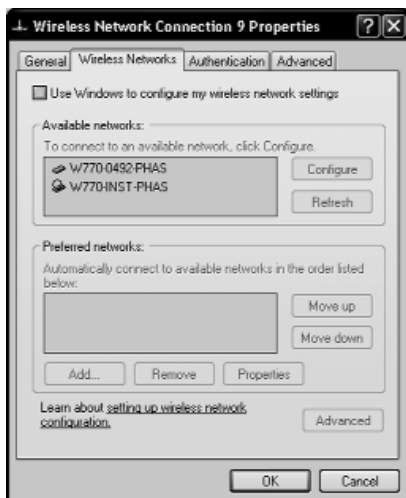 Wireless Network Connection 9 Properties
General Wireless Networks Authentication Advanced
Use Windows to configure my wireless network settings
Available networks:
To connect to an available network, click Configure.
W770-0492-PHAS
W770-INST-PHAS
Configure
Refresh
Preferred networks:
Automatically connect to available networks in the order listed
below:
Move up
Move down
Add... Remove Properties
Learn about setting up wireless network
configuration.
Advanced
OK Cancel